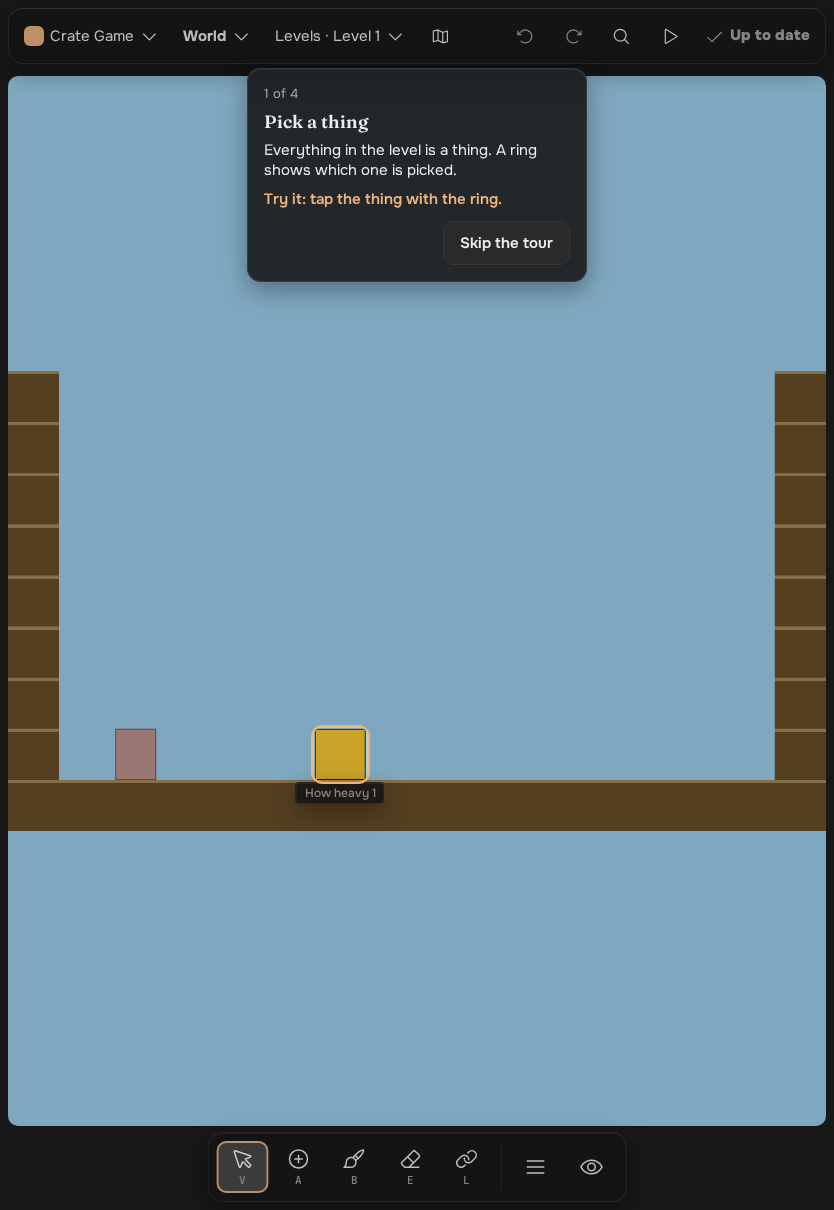 Crate Game World Levels · Level 1 Up to date
1 of 4
Pick a thing
Everything in the level is a thing. A ring
shows which one is picked.
Try it: tap the thing with the ring.
Skip the tour
How heavy 1
V A B E L